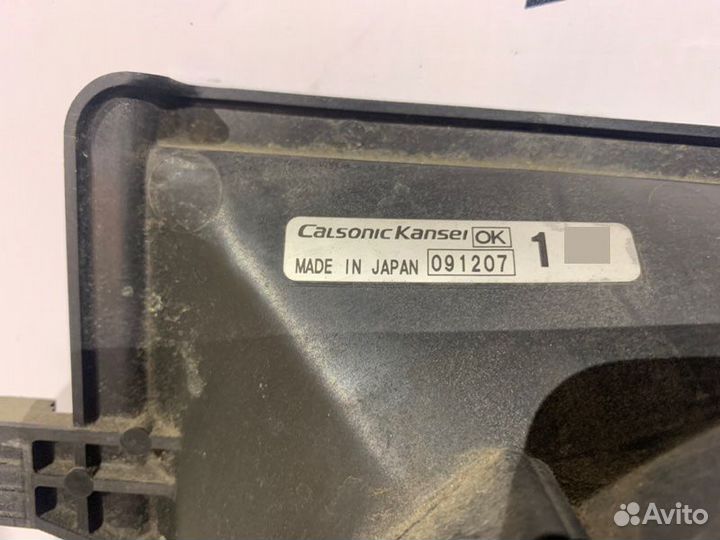 CALSONIC KANSEI OK 1
MADE IN JAPAN 091207
Avito